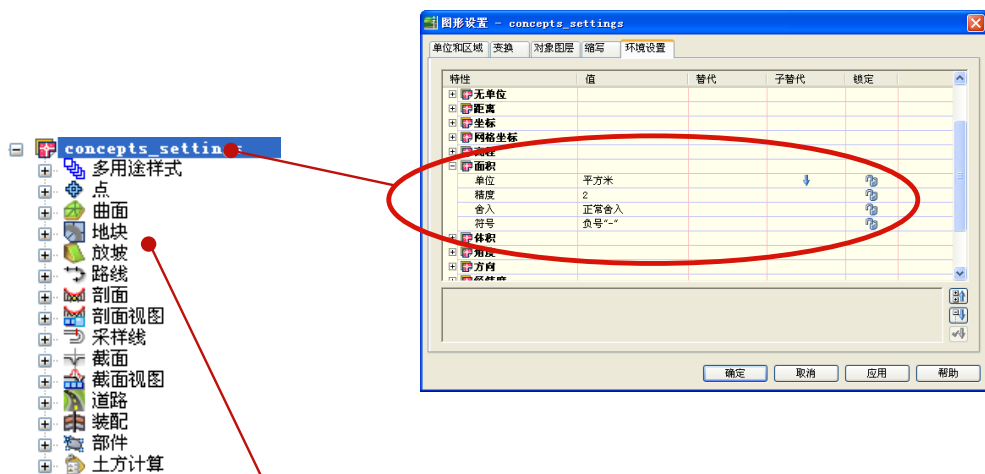 图形设置 - concepts_settings
单位和区域 变换 对象图层 缩写 环境设置
特性 值 替代 子替代 锁定
无单位
距离
坐标
网格坐标
面积
单位 平方米
精度 2
舍入 正常舍入
符号 负号"-"
体积
角度
方向
确定 取消 应用 帮助
concepts_settings
多用途样式
点
曲面
地块
放坡
路线
剖面
剖面视图
采样线
截面
截面视图
道路
装配
部件
土方计算